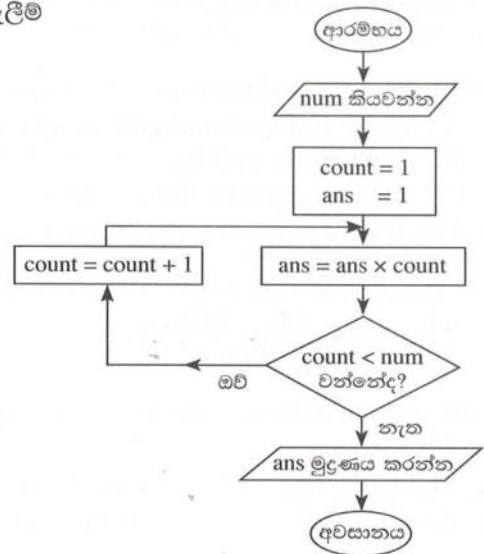 ආරම්භය
num කියවන්න
count = 1
ans = 1
count = count + 1
ans = ans × count
count < num
වන්නේද?
ඔව්
නැත
ans මුද්‍රණය කරන්න
අවසානය